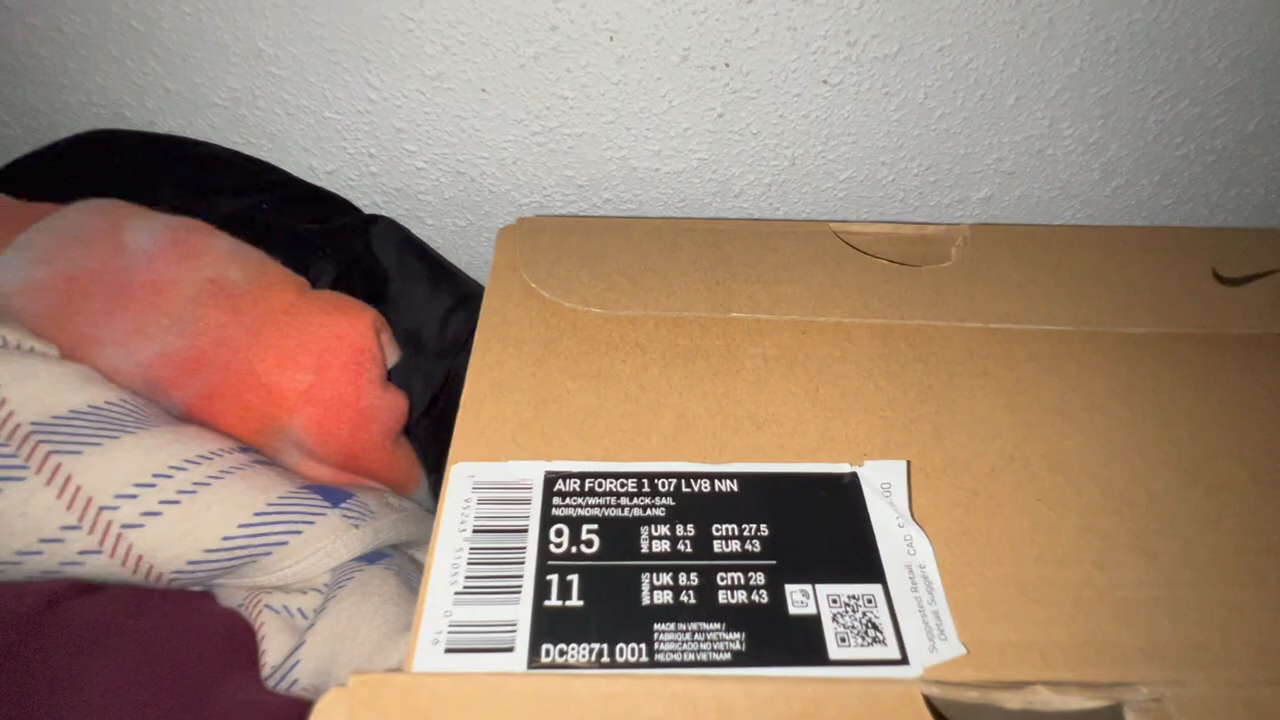 AIR FORCE 1 '07 LV8 NN
BLACK/WHITE-BLACK-SAIL
NOIR/NOIR/VOILE/BLANC
9.5
MENS
UK 8.5 CM 27.5
BR 41 EUR 43
11
WMNS
UK 8.5 CM 28
BR 41 EUR 43
DC8871 001
MADE IN VIETNAM /
FABRIQUE AU VIETNAM /
FABRICADO NO VIETNÃ /
HECHO EN VIETNAM
Suggested Retail: CAD
Détail Suggéré